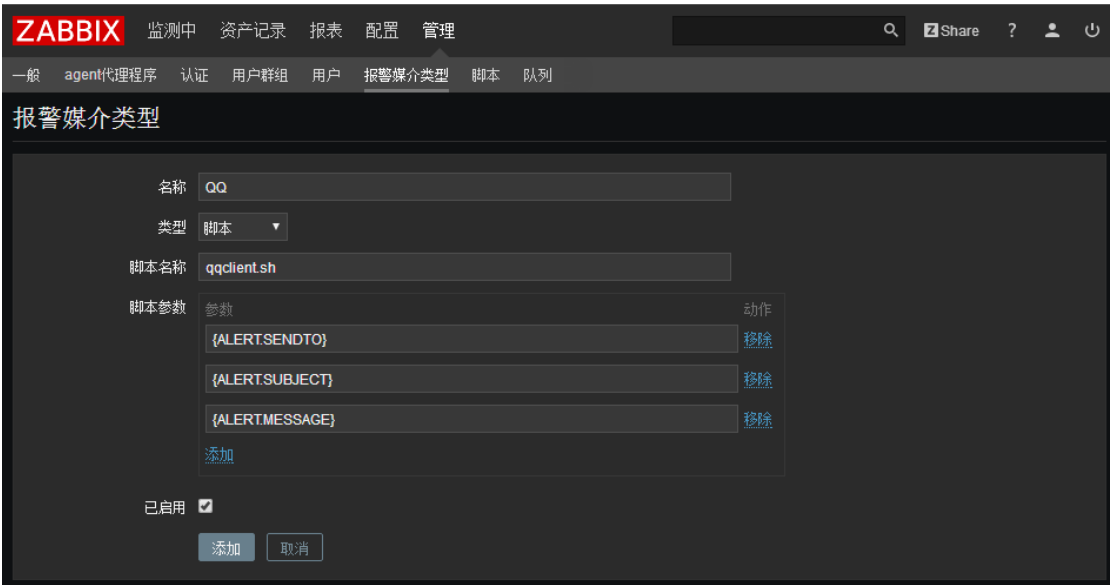 ZABBIX 监测中 资产记录 报表 配置 管理 Z Share ?
一般 agent代理程序 认证 用户群组 用户 报警媒介类型 脚本 队列
报警媒介类型
名称 QQ
类型 脚本
脚本名称 qqclient.sh
脚本参数 参数 动作
{ALERT.SENDTO} 移除
{ALERT.SUBJECT} 移除
{ALERT.MESSAGE} 移除
添加
已启用
添加 取消